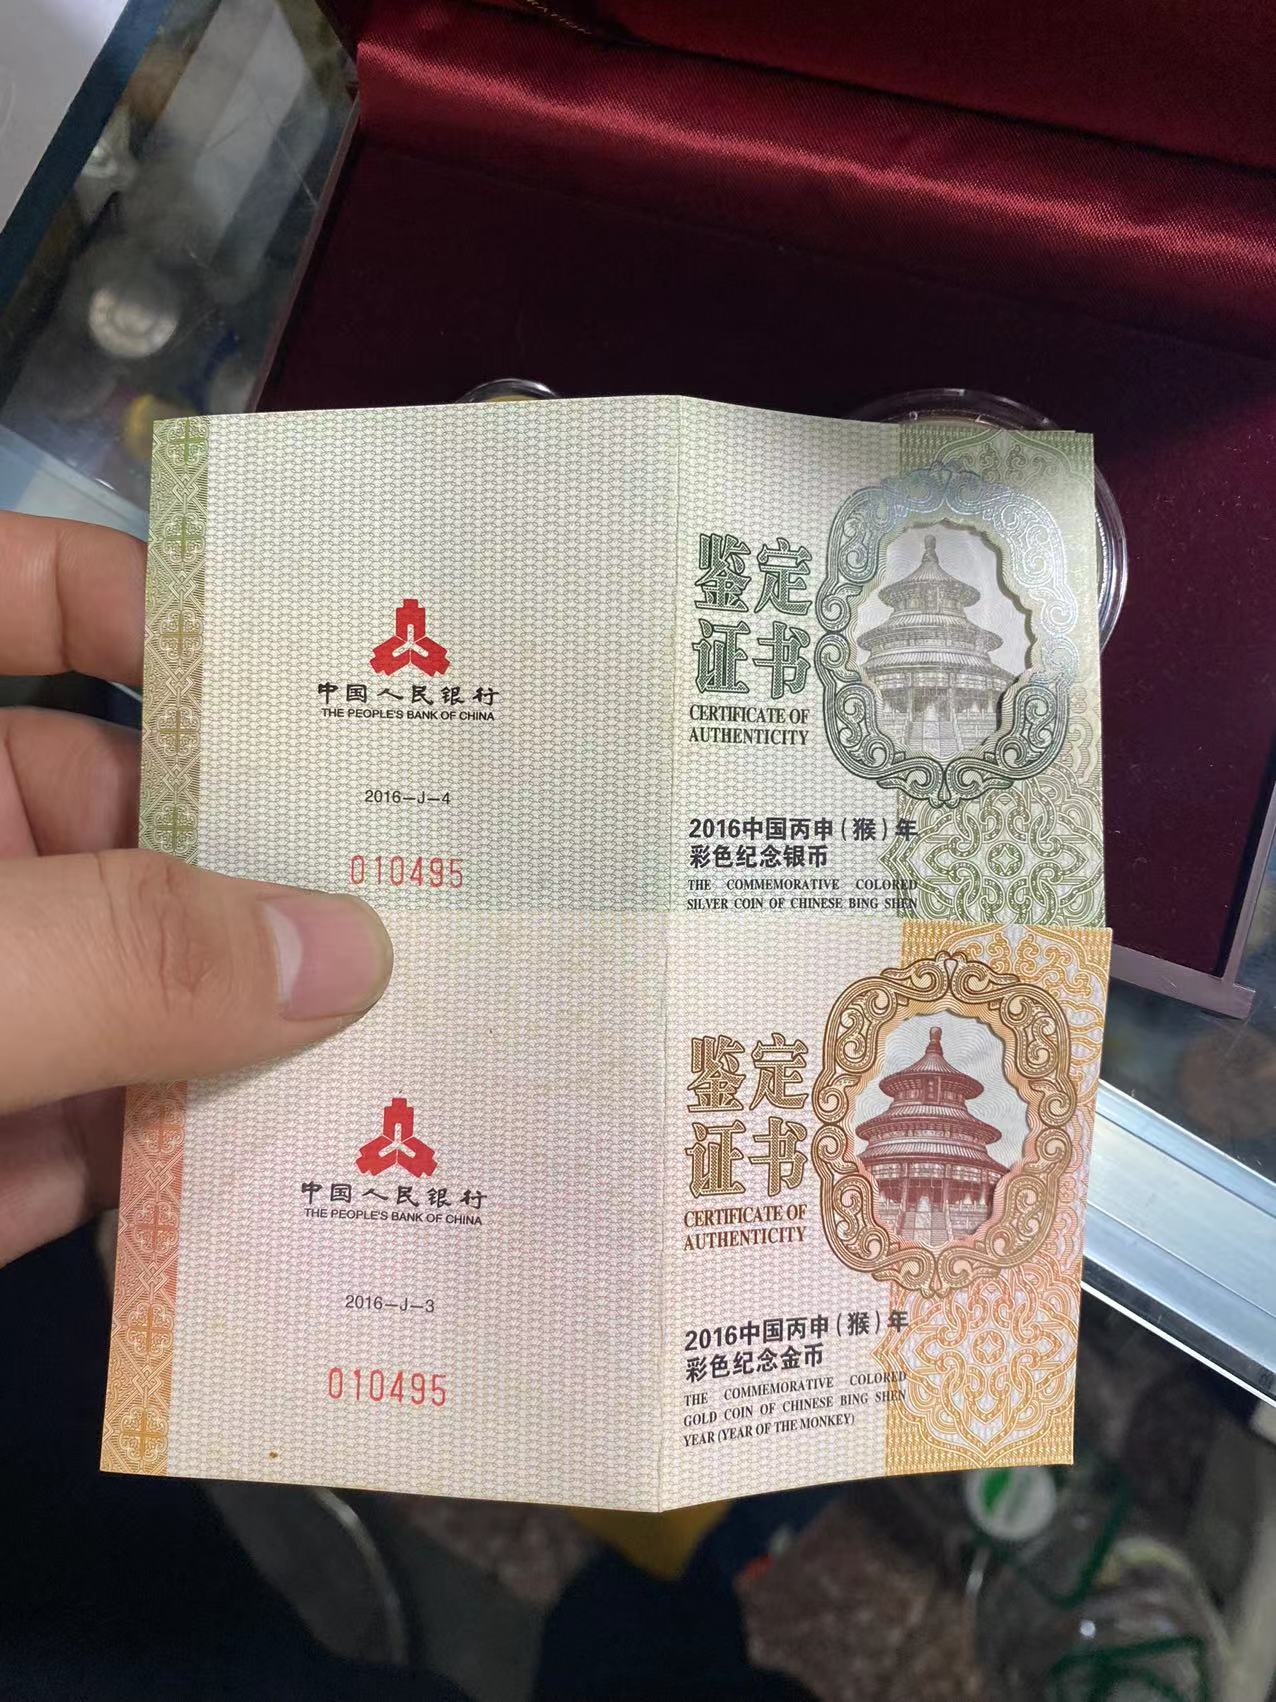 中国人民银行
THE PEOPLE'S BANK OF CHINA
2016-J-4
010495
鉴定
证书
CERTIFICATE OF
AUTHENTICITY
2016中国丙申(猴)年
彩色纪念银币
THE COMMEMORATIVE COLORED
SILVER COIN OF CHINESE BING SHEN
中国人民银行
THE PEOPLE'S BANK OF CHINA
2016-J-3
010495
鉴定
证书
CERTIFICATE OF
AUTHENTICITY
2016中国丙申(猴)年
彩色纪念金币
THE COMMEMORATIVE COLORED
GOLD COIN OF CHINESE BING SHEN
YEAR (YEAR OF THE MONKEY)